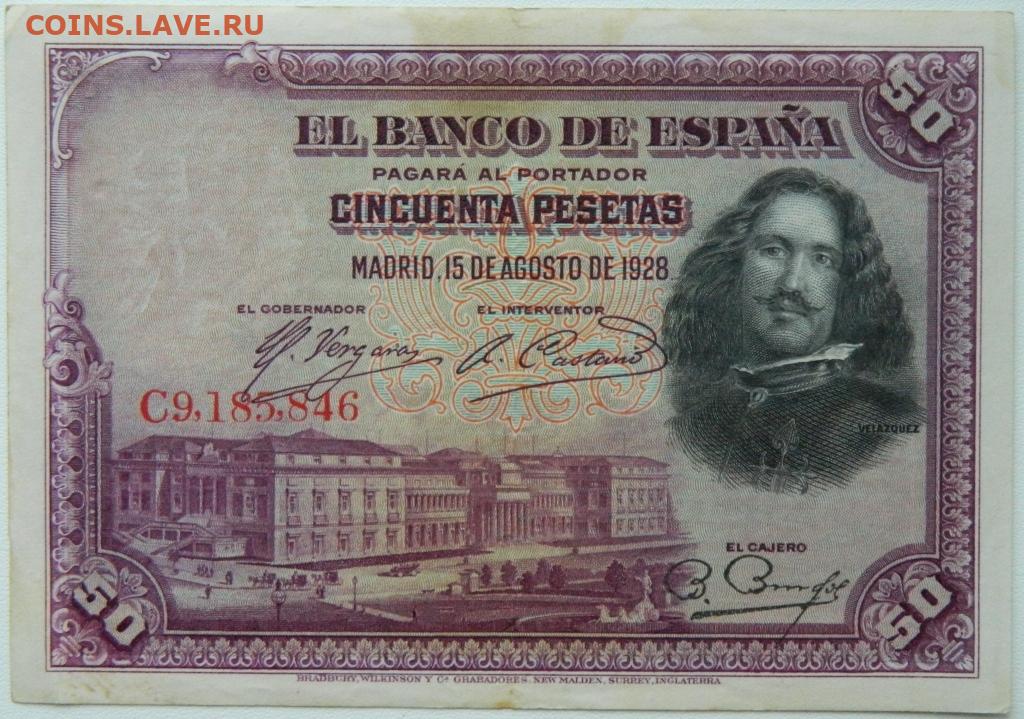 COINS.LAVE.RU
50
EL BANCO DE ESPAÑA
PAGARÁ AL PORTADOR
CINCUENTA PESETAS
MADRID, 15 DE AGOSTO DE 1928
EL GOBERNADOR
EL INTERVENTOR
C9,185,846
VELAZQUEZ
EL CAJERO
50
50
BRADBURY, WILKINSON Y Cª GRABADORES. NEW MALDEN, SURREY, INGLATERRA